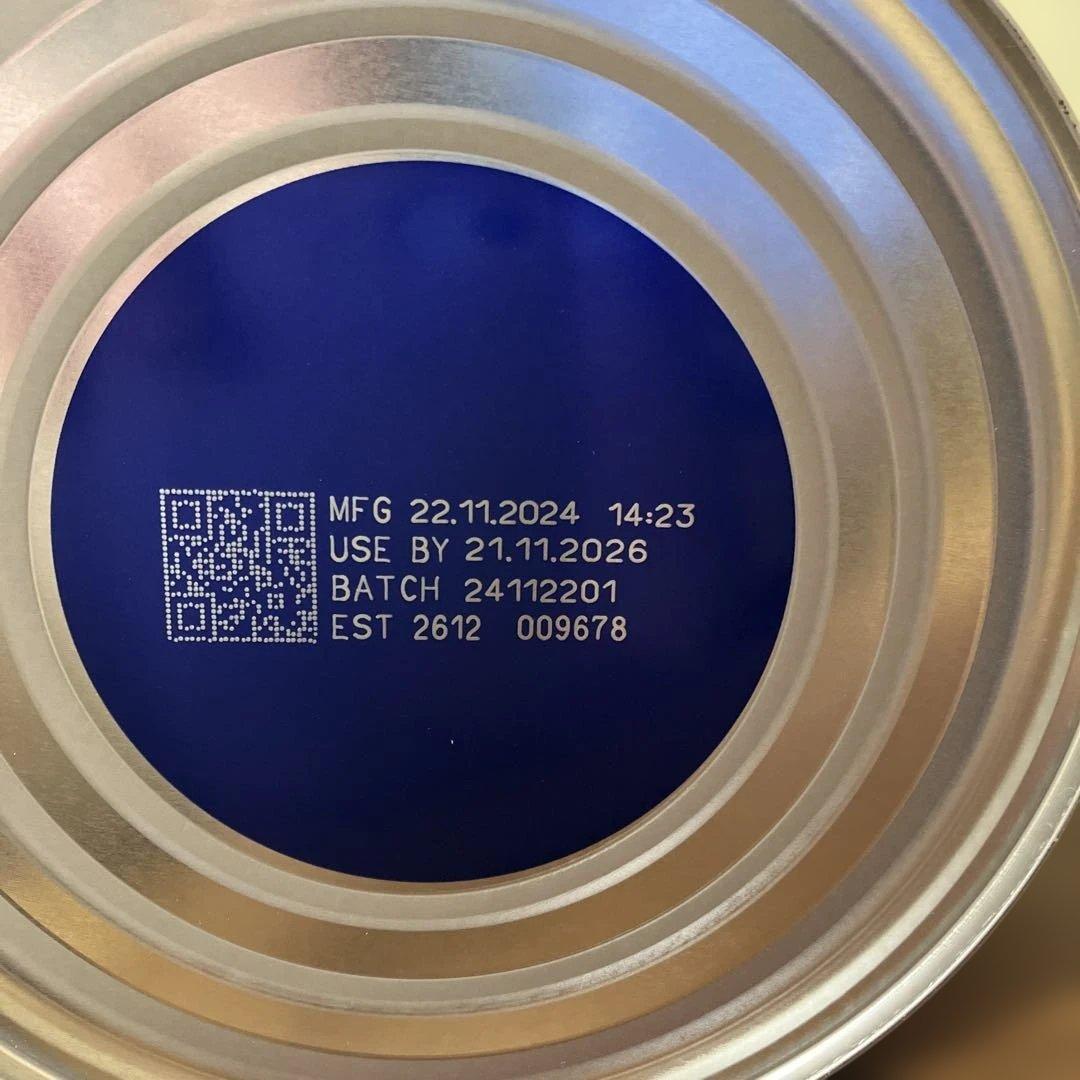 MFG 22.11.2024 14:23
USE BY 21.11.2026
BATCH 24112201
EST 2612 009678